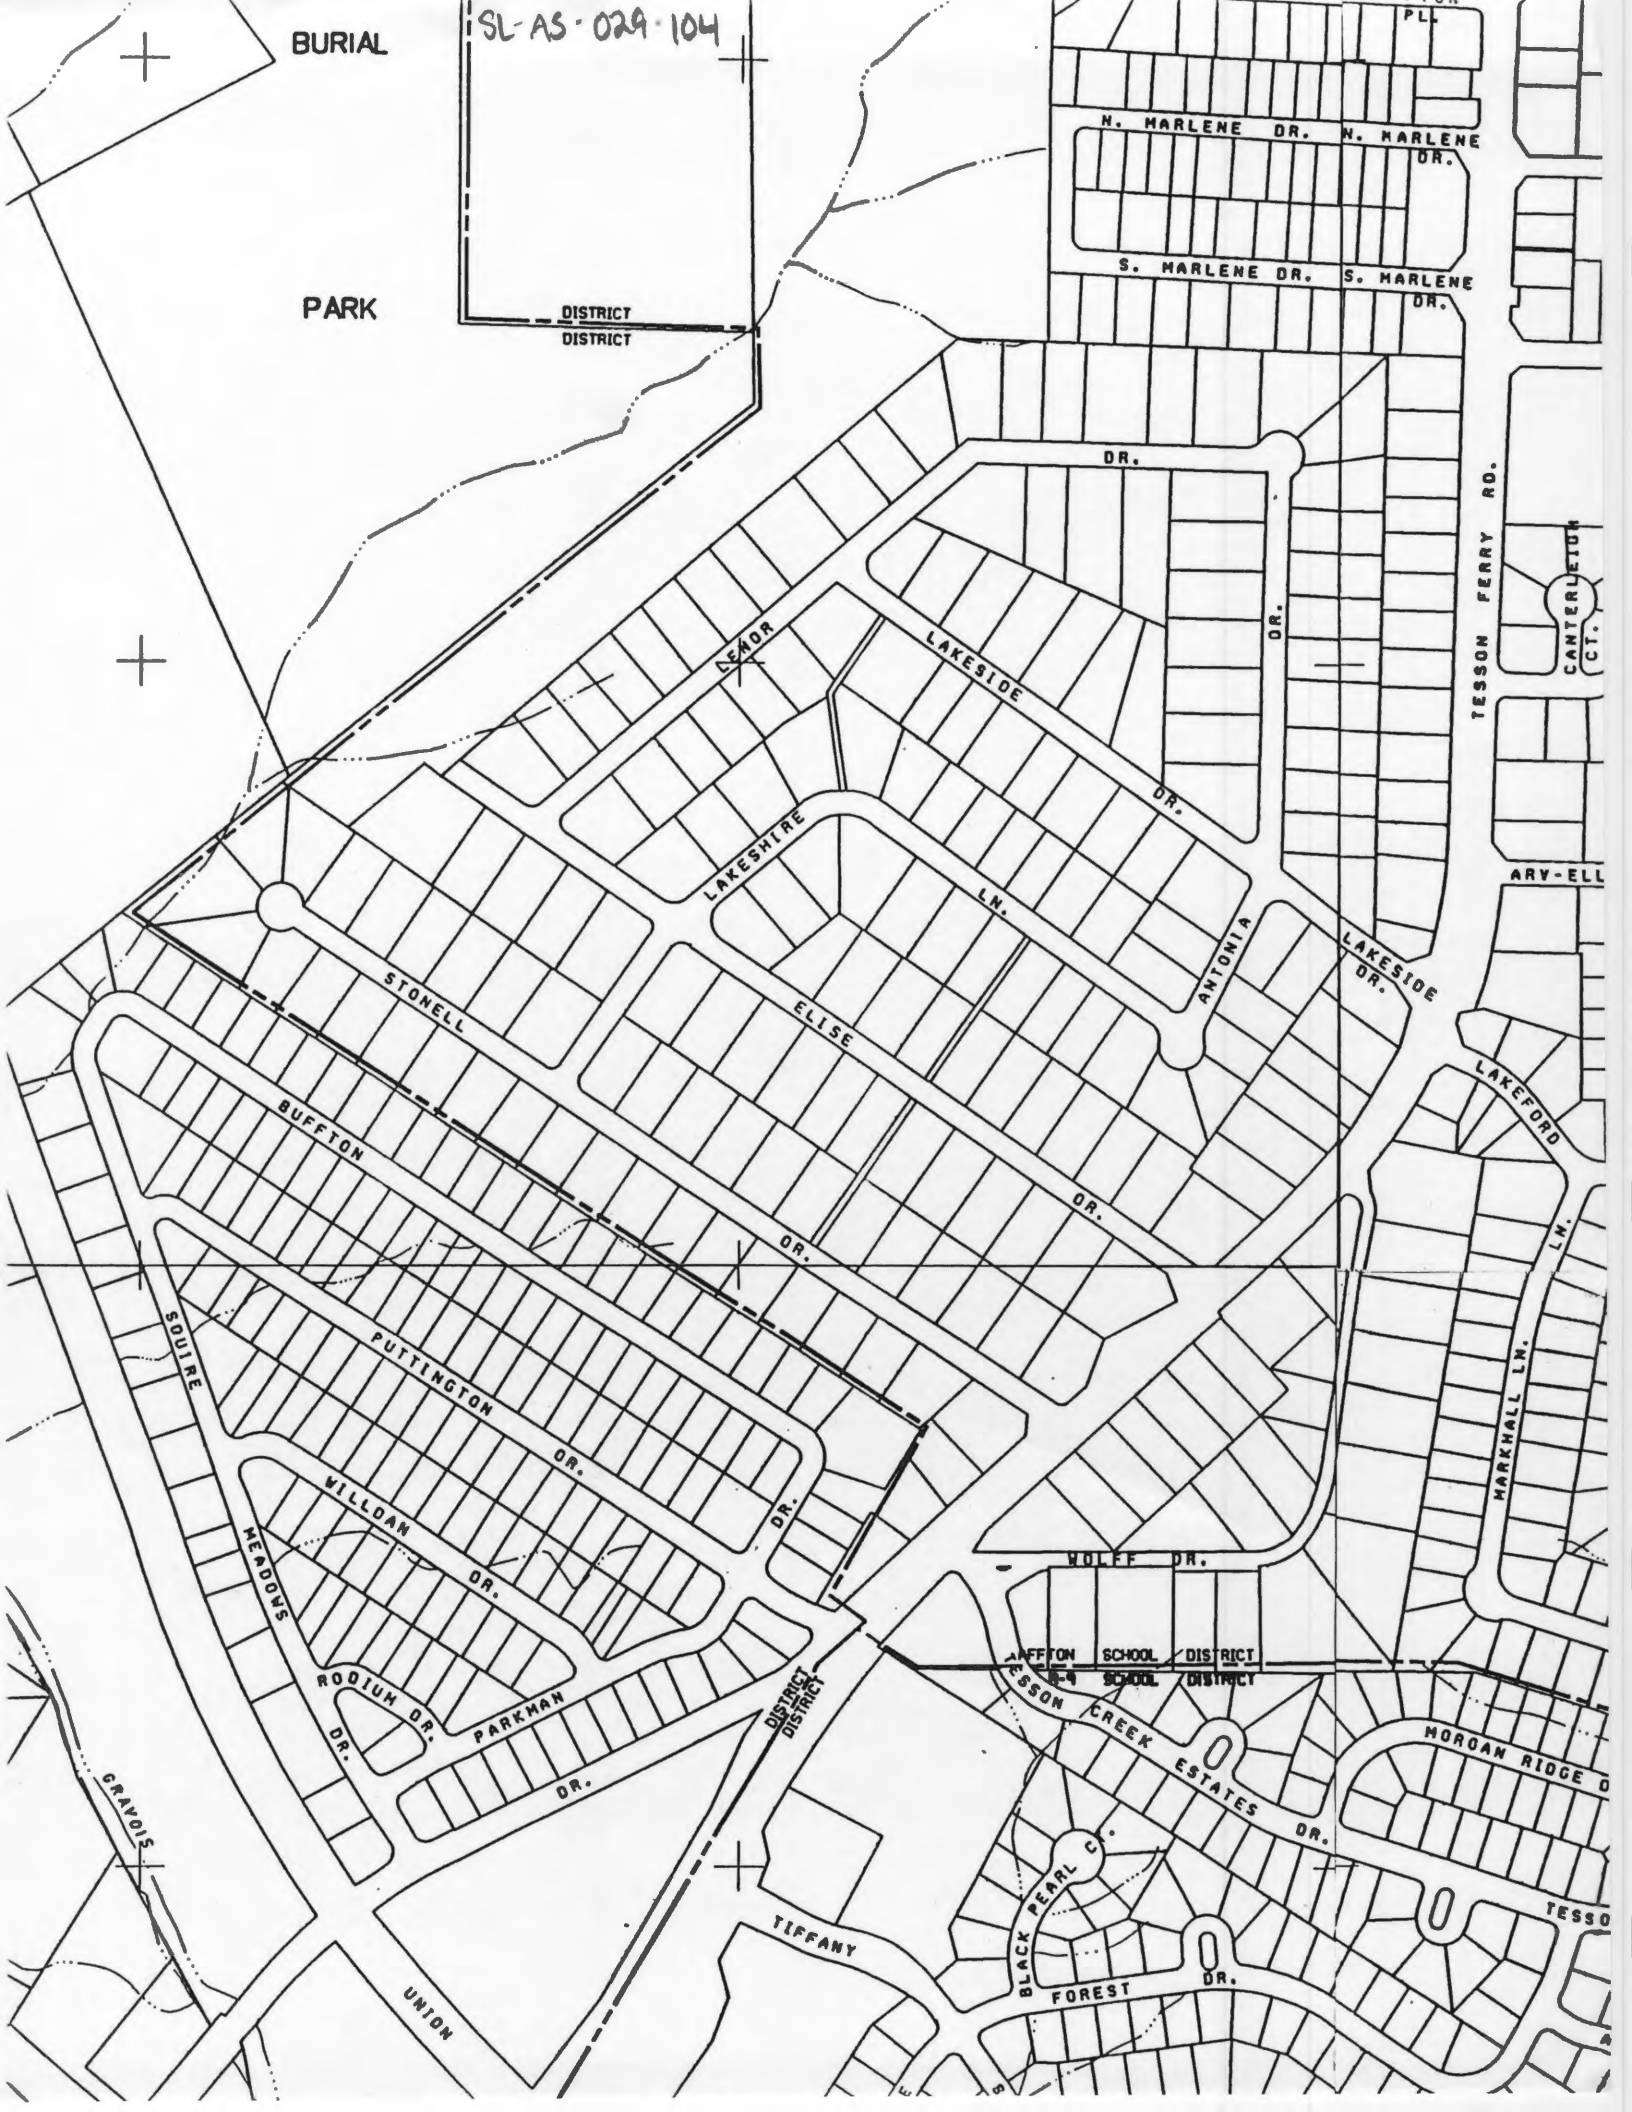 SL-AS-029-104
BURIAL
PL.
N. MARLENE DR.
N. MARLENE
DR.
S. MARLENE DR.
S. MARLENE
DR.
PARK
DISTRICT
DISTRICT
DR.
TESSON FERRY RD.
CANTERLEIGH
CT.
DR.
LENOR
LAKESIDE
DR.
LAKESHIRE
LN.
ARV-ELL
ANTONIA
LAKESIDE
DR.
STONELL
ELISE
LAKEFORD
BUFFTON
DR.
DR.
LN.
SQUIRE
PUTTINGTON
DR.
MARKHALL LN.
WILLDAN
DR.
DR.
MEADOWS
WOLFF DR.
AFFTON SCHOOL DISTRICT
R-9 SCHOOL DISTRICT
RODIUM
DR.
DR.
PARKMAN
DISTRICT
DISTRICT
TESSON
CREEK
ESTATES
DR.
MORGAN RIDGE D
DR.
GRAVOIS
BLACK PEARL
TESSO
TIFFANY
FOREST
DR.
UNION